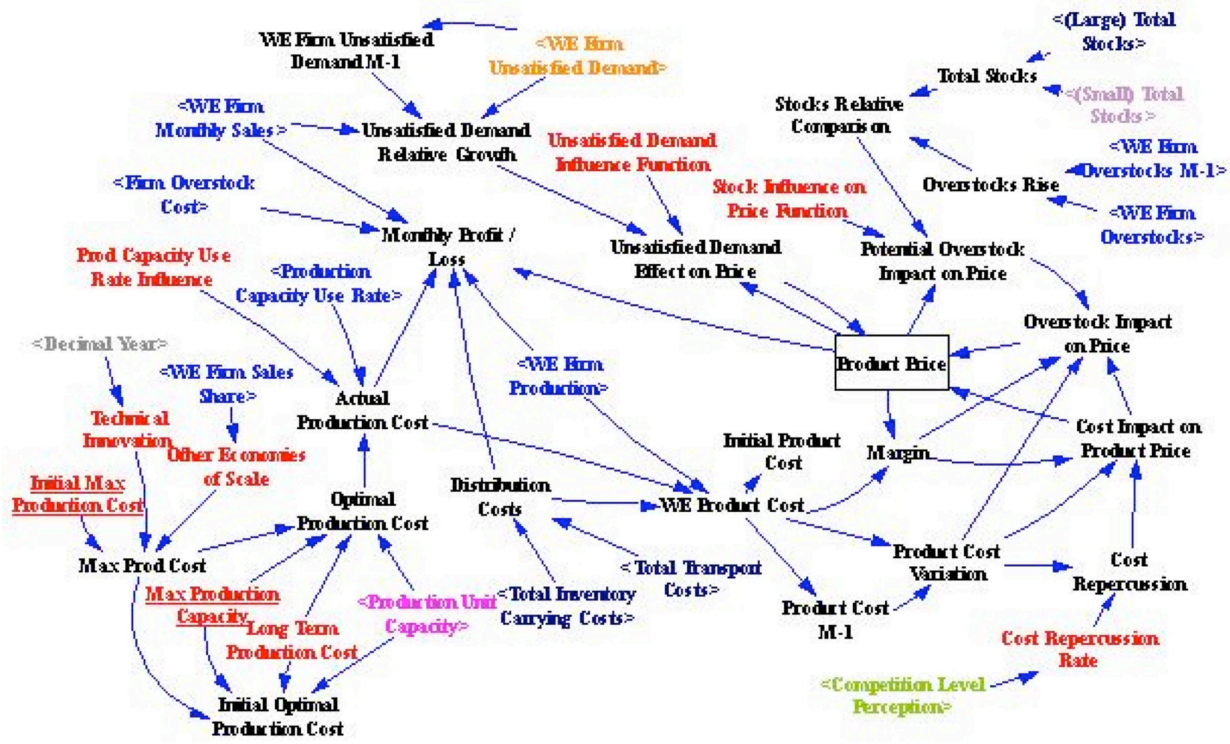 <(Large) Total
Stocks>
WE Firm Unsatisfied
Demand M-1
<WE Firm
Unsatisfied Demand>
Total Stocks
<(Small) Total
Stocks>
<WE Firm
Monthly Sales>
Stocks Relative
Comparison
Unsatisfied Demand
Relative Growth
Unsatisfied Demand
Influence Function
<WE Firm
Overstocks M-1>
<Firm Overstock
Cost>
Stock Influence on
Price Function
Overstocks Rise
<WE Firm
Overstocks>
Monthly Profit /
Loss
Unsatisfied Demand
Effect on Price
Potential Overstock
Impact on Price
Prod Capacity Use
Rate Influence
<Production
Capacity Use Rate>
Overstock Impact
on Price
<Decimal Year>
<WE Firm Sales
Share>
<WE Firm
Production>
Product Price
Actual
Production Cost
Technical
Innovation
Other Economies
of Scale
Initial Product
Cost
Margin
Cost Impact on
Product Price
Initial Max
Production Cost
Optimal
Production Cost
Distribution
Costs
WE Product Cost
Max Prod Cost
Product Cost
Variation
Cost
Repercussion
<Total Transport
Costs>
Max Production
Capacity
<Production Unit
Capacity>
<Total Inventory
Carrying Costs>
Product Cost
M-1
Long Term
Production Cost
Cost Repercussion
Rate
<Competition Level
Perception>
Initial Optimal
Production Cost